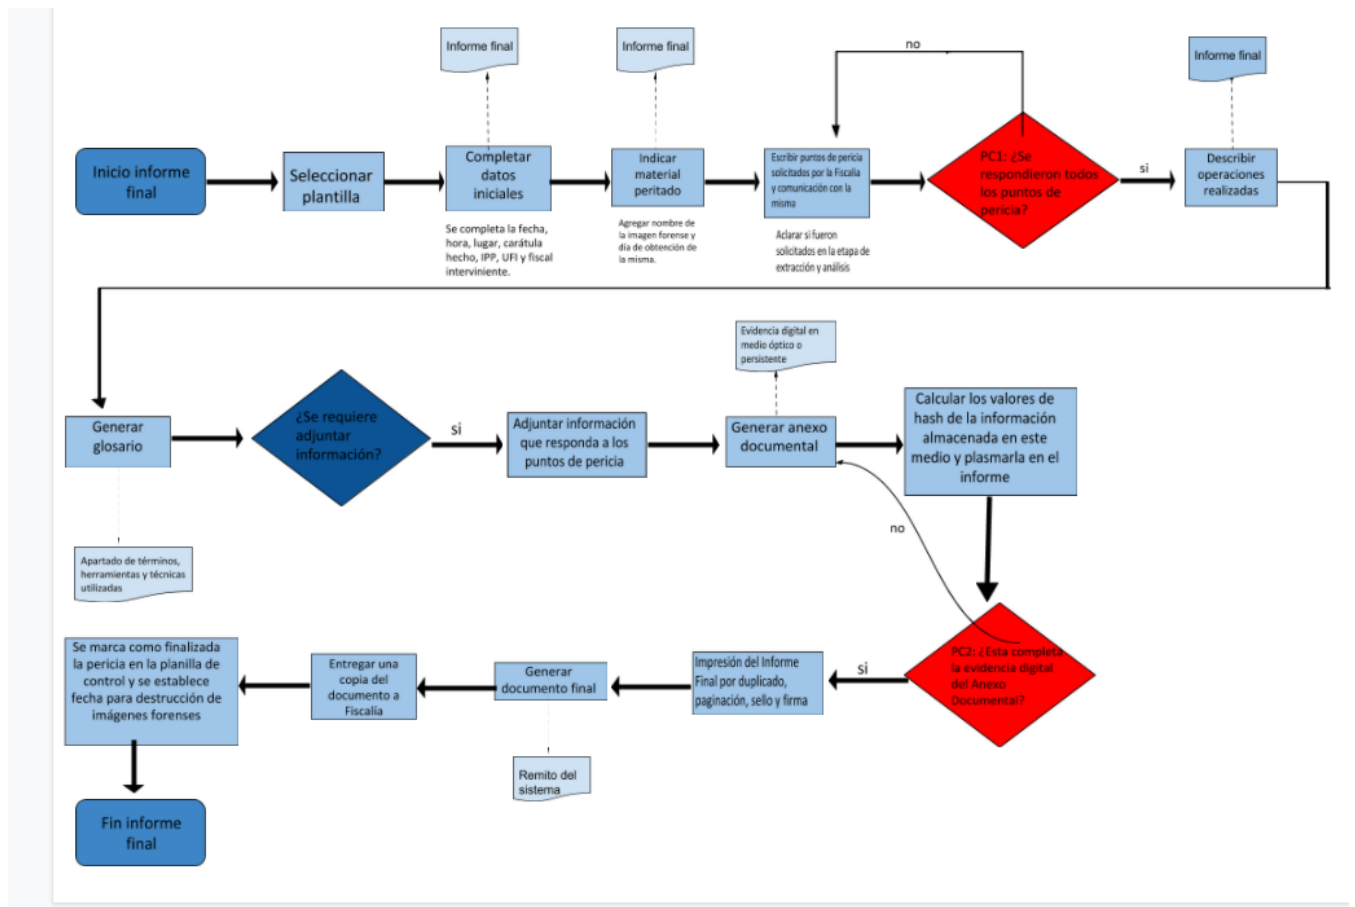 Informe final
Informe final
no
Informe final
Inicio informe
final
Seleccionar
plantilla
Completar
datos
iniciales
Indicar
material
peritado
Escribir puntos de pericia
solicitados por la Fiscalia
y comunicación con la
misma
PC1: ¿Se
respondieron todos
los puntos de
pericia?
si
Describir
operaciones
realizadas
Se completa la fecha,
hora, lugar, carátula
hecho, IPP, UFI y fiscal
interviniente.
Agregar nombre de
la imagen forense y
día de obtención de
la misma.
Aclarar si fueron
solicitados en la etapa de
extracción y análisis
Evidencia digital en
medio óptico o
persistente
Generar
glosario
¿Se requiere
adjuntar
información?
si
Adjuntar información
que responda a los
puntos de pericia
Generar anexo
documental
Calcular los valores de
hash de la información
almacenada en este
medio y plasmarla en el
informe
no
Apartado de términos,
herramientas y técnicas
utilizadas
Se marca como finalizada
la pericia en la planilla de
control y se establece
fecha para destrucción de
imágenes forenses
Entregar una
copia del
documento a
Fiscalía
Generar
documento final
Impresión del Informe
Final por duplicado,
paginación, sello y firma
si
PC2: ¿Esta completa
la evidencia digital
del Anexo
Documental?
Remito del
sistema
Fin informe
final